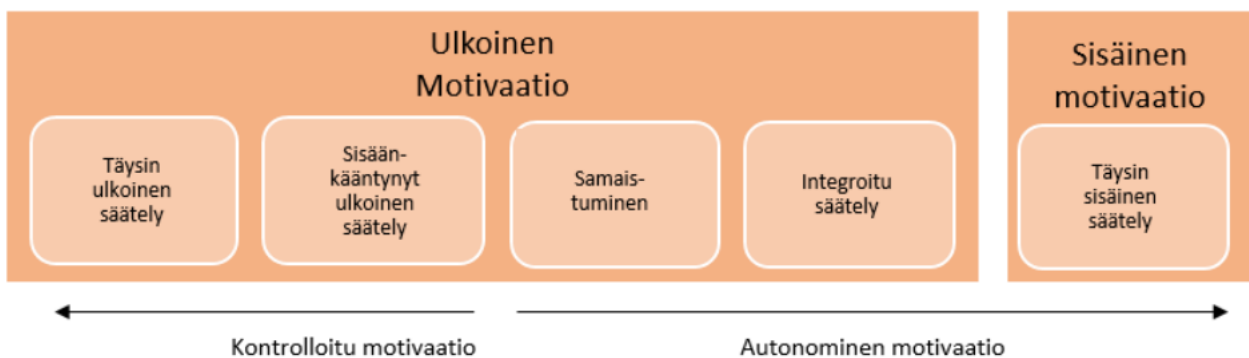 Ulkoinen
Motivaatio
Täysin
ulkoinen
säätely
Sisään-
kääntynyt
ulkoinen
säätely
Samais-
tuminen
Integroitu
säätely
Sisäinen
motivaatio
Täysin
sisäinen
säätely
Kontrolloitu motivaatio
Autonominen motivaatio